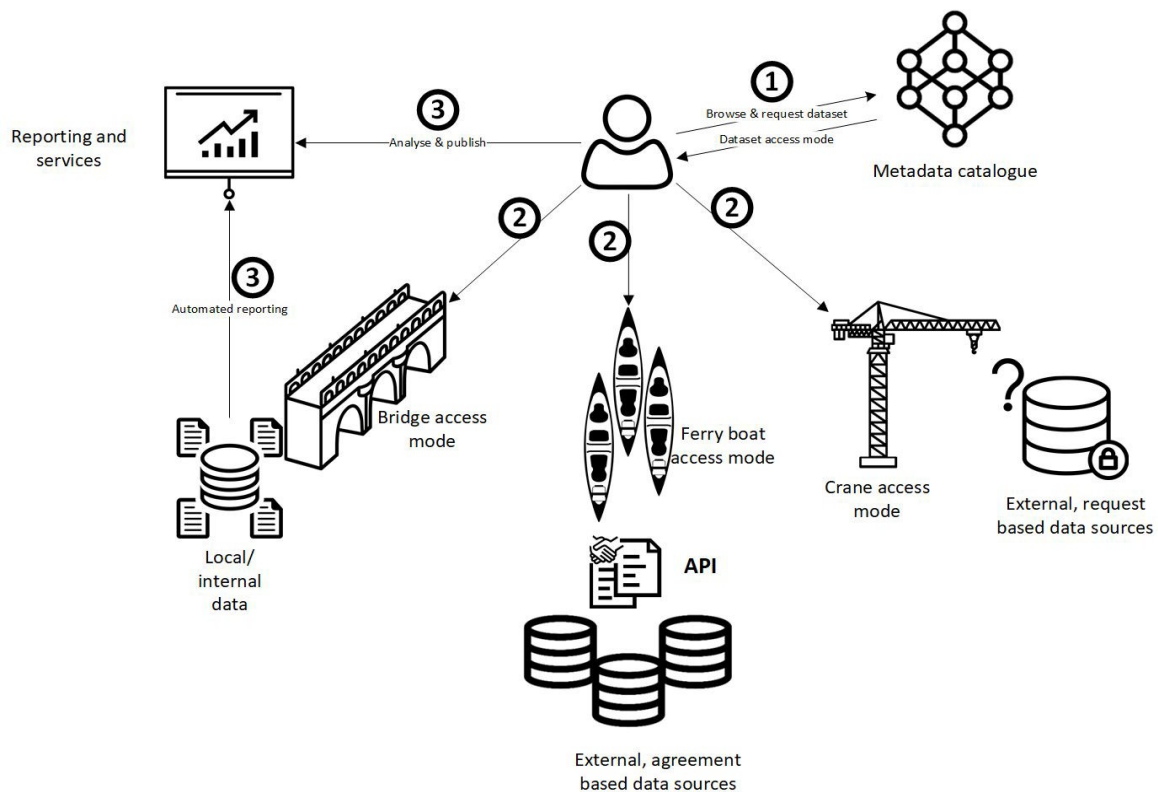 1
Browse & request dataset
Dataset access mode
Metadata catalogue
3
Analyse & publish
Reporting and
services
2
2
2
3
Automated reporting
Bridge access
mode
Ferry boat
access mode
Crane access
mode
?
External, request
based data sources
Local/
internal
data
API
External, agreement
based data sources